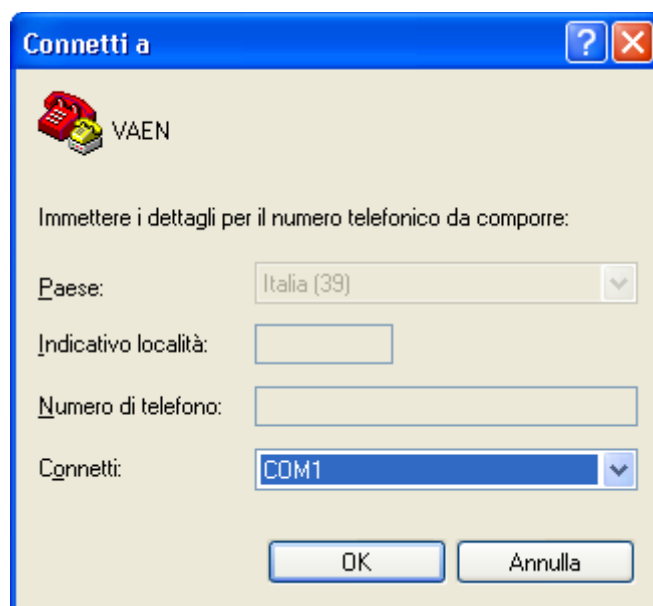 Connetti a
VAEN
Immettere i dettagli per il numero telefonico da comporre:
Paese: Italia (39)
Indicativo località:
Numero di telefono:
Connetti: COM1
OK Annulla